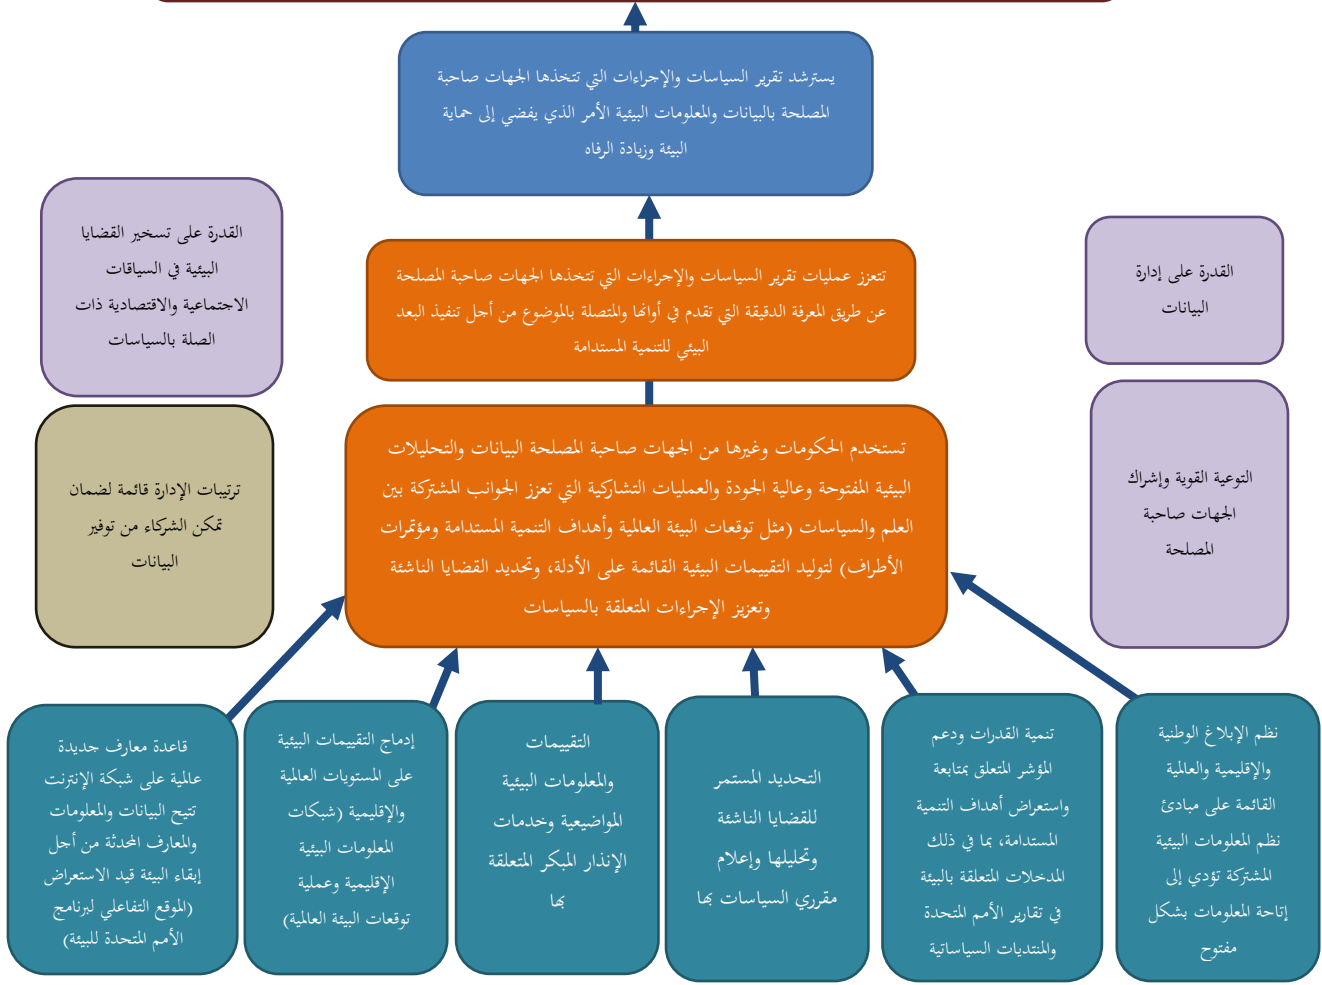 يسترشد تقرير السياسات والإجراءات التي تتخذها الجهات صاحبة
المصلحة بالبيانات والمعلومات البيئية الأمر الذي يفضي إلى حماية
البيئة وزيادة الرفاه
القدرة على تسخير القضايا
البيئية في السياقات
الاجتماعية والاقتصادية ذات
الصلة بالسياسات
تتعزز عمليات تقرير السياسات والإجراءات التي تتخذها الجهات صاحبة المصلحة
عن طريق المعرفة الدقيقة التي تقدم في أوانها والمتصلة بالموضوع من أجل تنفيذ البعد
البيئي للتنمية المستدامة
القدرة على إدارة
البيانات
ترتيبات الإدارة قائمة لضمان
تمكن الشركاء من توفير
البيانات
تستخدم الحكومات وغيرها من الجهات صاحبة المصلحة البيانات والتحليلات
البيئية المفتوحة وعالية الجودة والعمليات التشاركية التي تعزز الجوانب المشتركة بين
العلم والسياسات (مثل توقعات البيئة العالمية وأهداف التنمية المستدامة ومؤتمرات
الأطراف) لتوليد التقييمات البيئية القائمة على الأدلة، وتحديد القضايا الناشئة
وتعزيز الإجراءات المتعلقة بالسياسات
التوعية القوية وإشراك
الجهات صاحبة
المصلحة
نظم الإبلاغ الوطنية
والإقليمية والعالمية
القائمة على مبادئ
نظم المعلومات البيئية
المشتركة تؤدي إلى
إتاحة المعلومات بشكل
مفتوح
تنمية القدرات ودعم
المؤشر المتعلق بمتابعة
واستعراض أهداف التنمية
المستدامة، بما في ذلك
المدخلات المتعلقة بالبيئة
في تقارير الأمم المتحدة
والمنتديات السياساتية
التحديد المستمر
للقضايا الناشئة
وتحليلها وإعلام
مقرري السياسات بها
التقييمات
والمعلومات البيئية
المواضيعية وخدمات
الإنذار المبكر المتعلقة
بها
إدماج التقييمات البيئية
على المستويات العالمية
والإقليمية (شبكات
المعلومات البيئية
الإقليمية وعملية
توقعات البيئة العالمية)
قاعدة معارف جديدة
عالمية على شبكة الإنترنت
تتيح البيانات والمعلومات
والمعارف المحدثة من أجل
إبقاء البيئة قيد الاستعراض
(الموقع التفاعلي لبرنامج
الأمم المتحدة للبيئة)